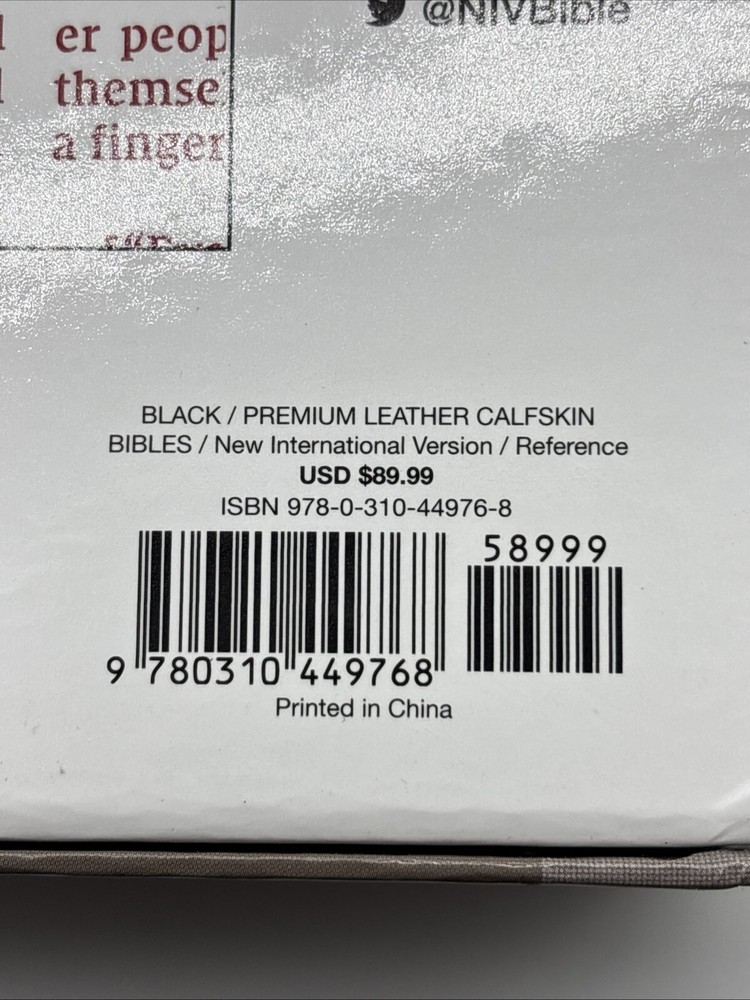 @NIVBible
er peop
themse
a finger
BLACK / PREMIUM LEATHER CALFSKIN
BIBLES / New International Version / Reference
USD $89.99
ISBN 978-0-310-44976-8
58999
9 780310 449768
Printed in China